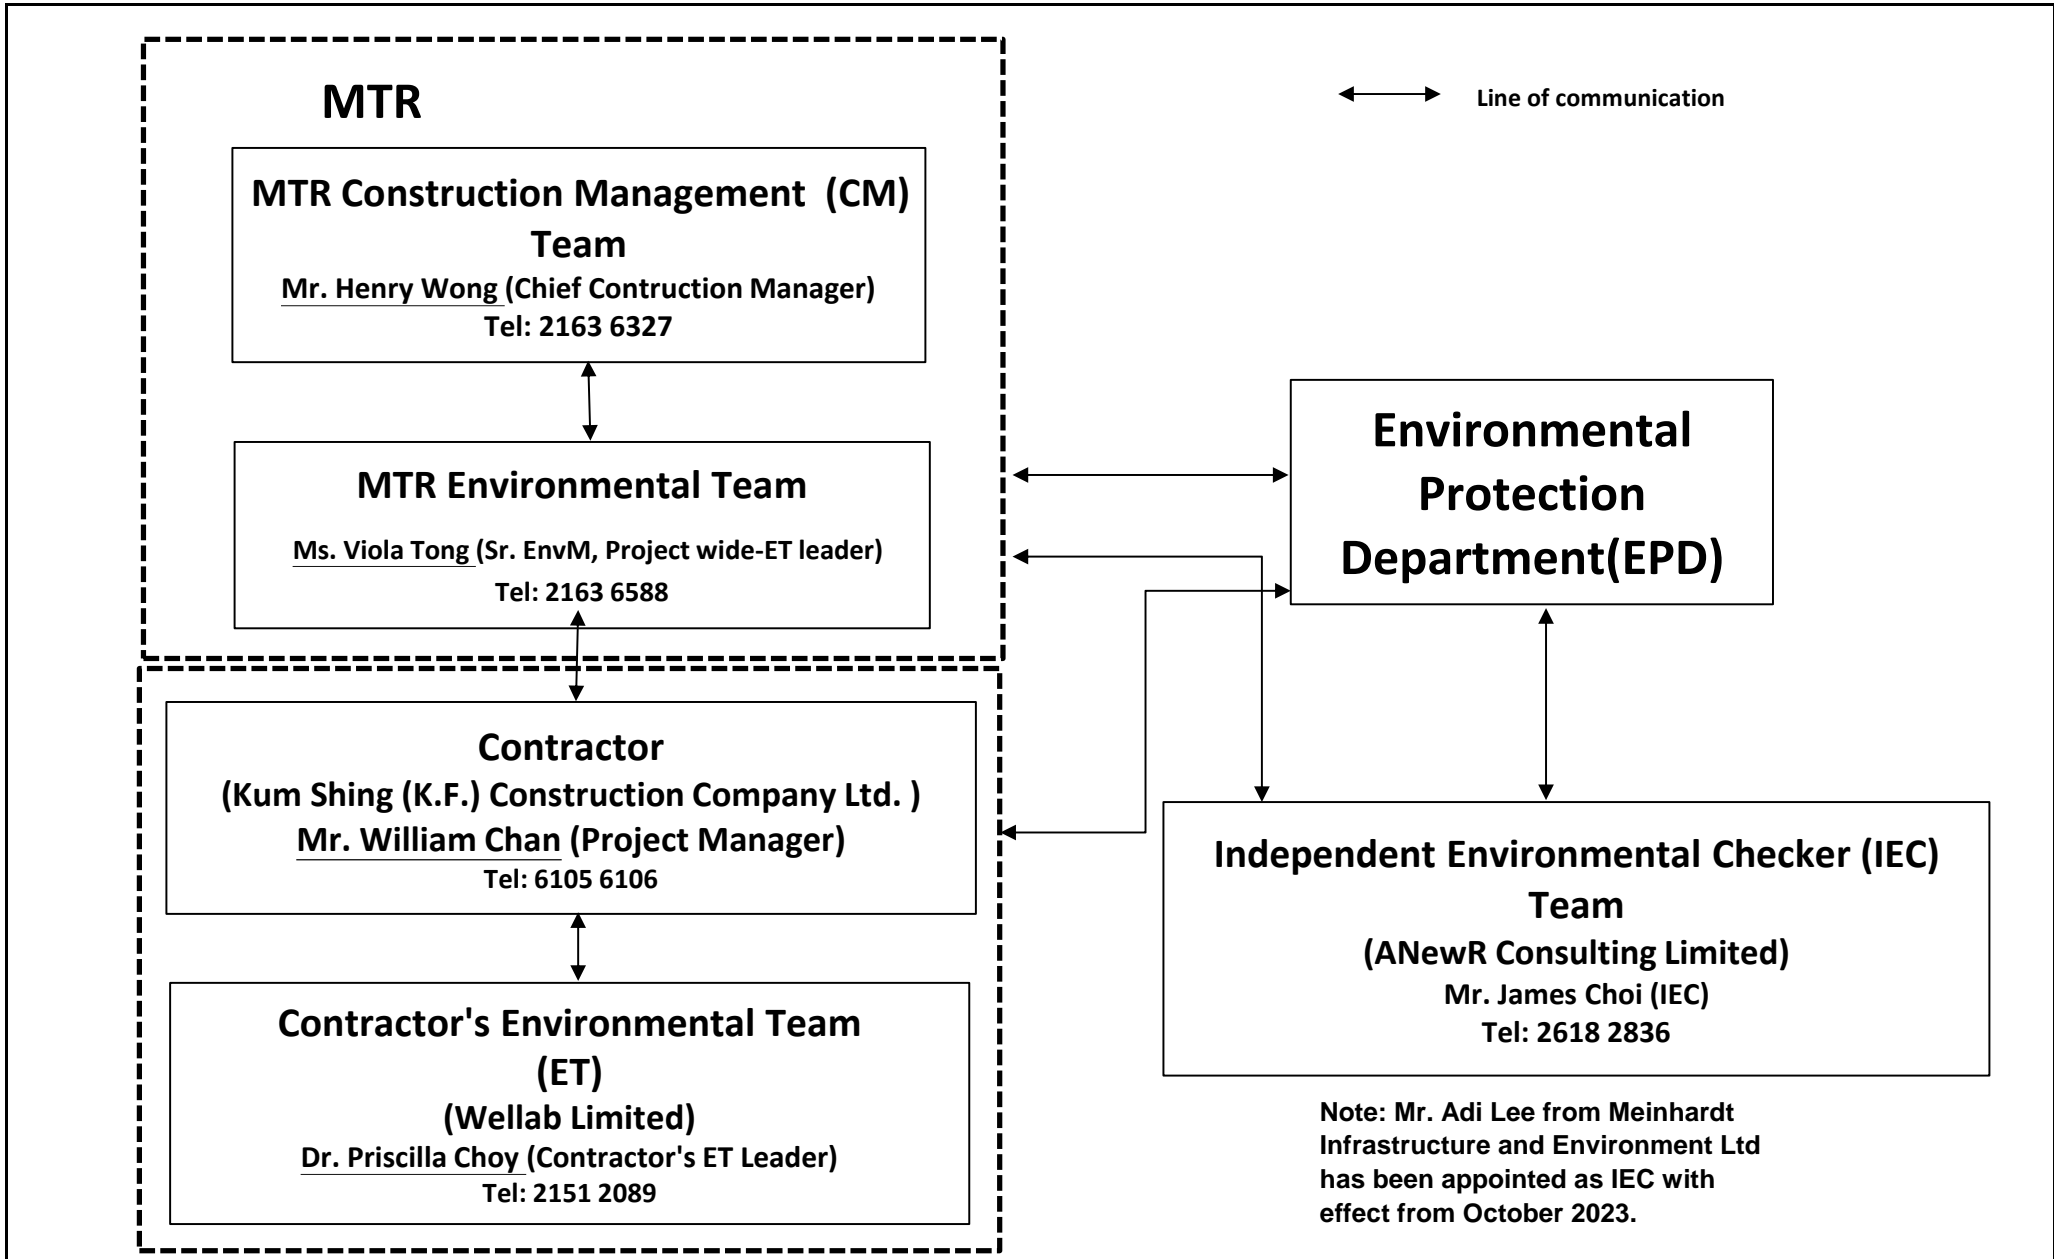 MTR
Line of communication
MTR Construction Management (CM)
Team
Mr. Henry Wong (Chief Contruction Manager)
Tel: 2163 6327
MTR Environmental Team
Ms. Viola Tong (Sr. EnvM, Project wide-ET leader)
Tel: 2163 6588
Environmental
Protection
Department(EPD)
Contractor
(Kum Shing (K.F.) Construction Company Ltd. )
Mr. William Chan (Project Manager)
Tel: 6105 6106
Independent Environmental Checker (IEC)
Team
(ANewR Consulting Limited)
Mr. James Choi (IEC)
Tel: 2618 2836
Contractor's Environmental Team
(ET)
(Wellab Limited)
Dr. Priscilla Choy (Contractor's ET Leader)
Tel: 2151 2089
Note: Mr. Adi Lee from Meinhardt
Infrastructure and Environment Ltd
has been appointed as IEC with
effect from October 2023.